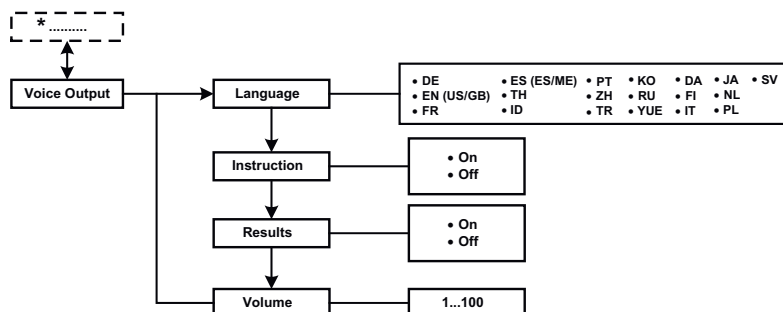 * ..........
Voice Output
Language
• DE
• EN (US/GB)
• FR
• ES (ES/ME)
• TH
• ID
• PT
• ZH
• TR
• KO
• RU
• YUE
• DA
• FI
• IT
• JA
• NL
• PL
• SV
Instruction
• On
• Off
Results
• On
• Off
Volume
1...100